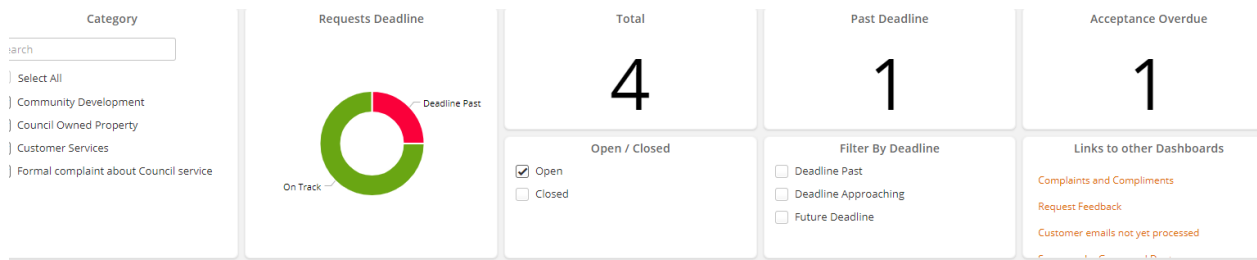 Category
earch
Select All
Community Development
Council Owned Property
Customer Services
Formal complaint about Council service
Requests Deadline
Deadline Past
On Track
Total
4
Past Deadline
1
Acceptance Overdue
1
Open / Closed
Open
Closed
Filter By Deadline
Deadline Past
Deadline Approaching
Future Deadline
Links to other Dashboards
Complaints and Compliments
Request Feedback
Customer emails not yet processed